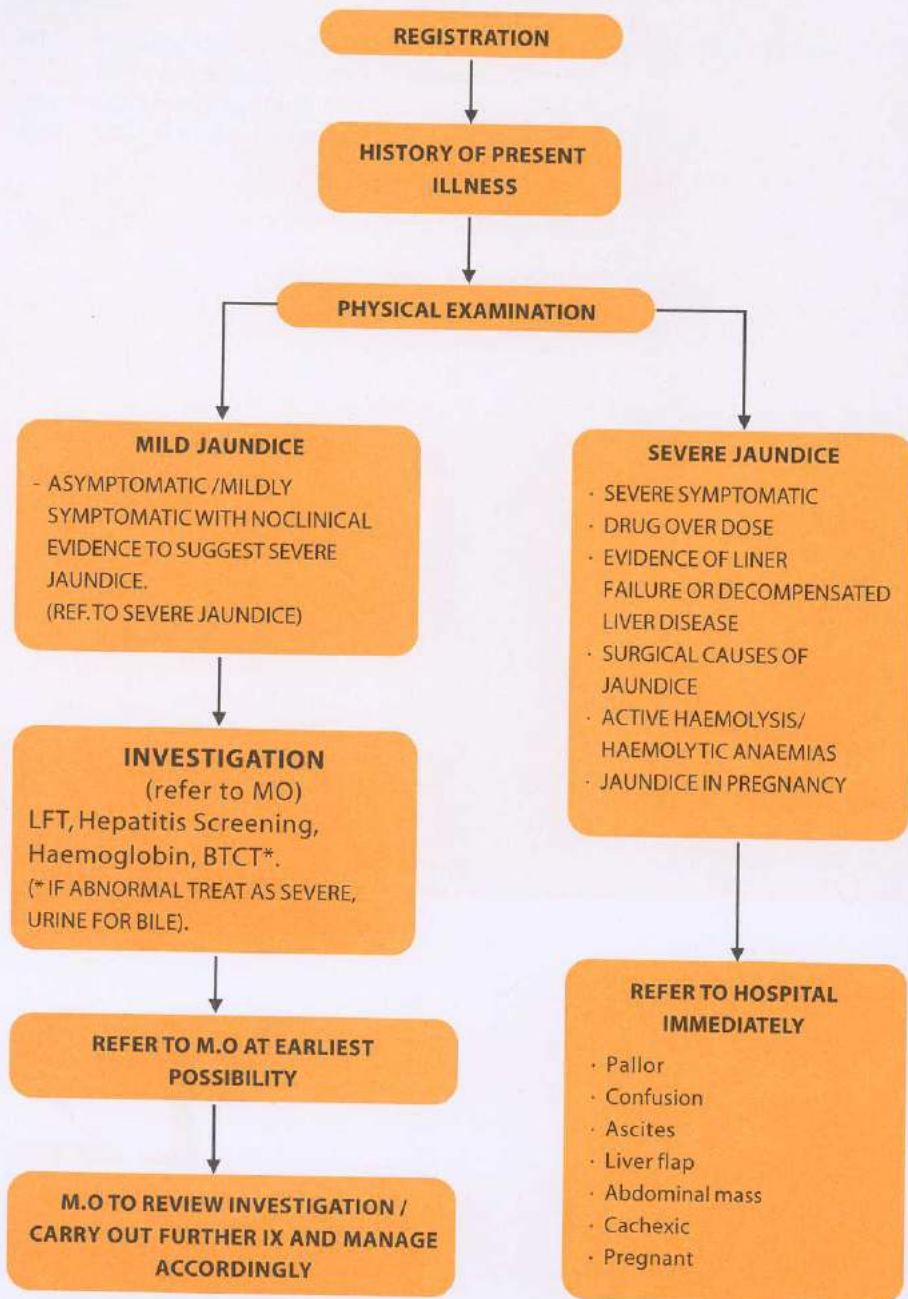 REGISTRATION
HISTORY OF PRESENT
ILLNESS
PHYSICAL EXAMINATION
MILD JAUNDICE
- ASYMPTOMATIC /MILDLY
SYMPTOMATIC WITH NOCLINICAL
EVIDENCE TO SUGGEST SEVERE
JAUNDICE.
(REF. TO SEVERE JAUNDICE)
INVESTIGATION
(refer to MO)
LFT, Hepatitis Screening,
Haemoglobin, BTCT*.
(* IF ABNORMAL TREAT AS SEVERE,
URINE FOR BILE).
REFER TO M.O AT EARLIEST
POSSIBILITY
M.O TO REVIEW INVESTIGATION /
CARRY OUT FURTHER IX AND MANAGE
ACCORDINGLY
SEVERE JAUNDICE
· SEVERE SYMPTOMATIC
· DRUG OVER DOSE
· EVIDENCE OF LINER
FAILURE OR DECOMPENSATED
LIVER DISEASE
· SURGICAL CAUSES OF
JAUNDICE
· ACTIVE HAEMOLYSIS/
HAEMOLYTIC ANAEMIAS
· JAUNDICE IN PREGNANCY
REFER TO HOSPITAL
IMMEDIATELY
· Pallor
· Confusion
· Ascites
· Liver flap
· Abdominal mass
· Cachexic
· Pregnant